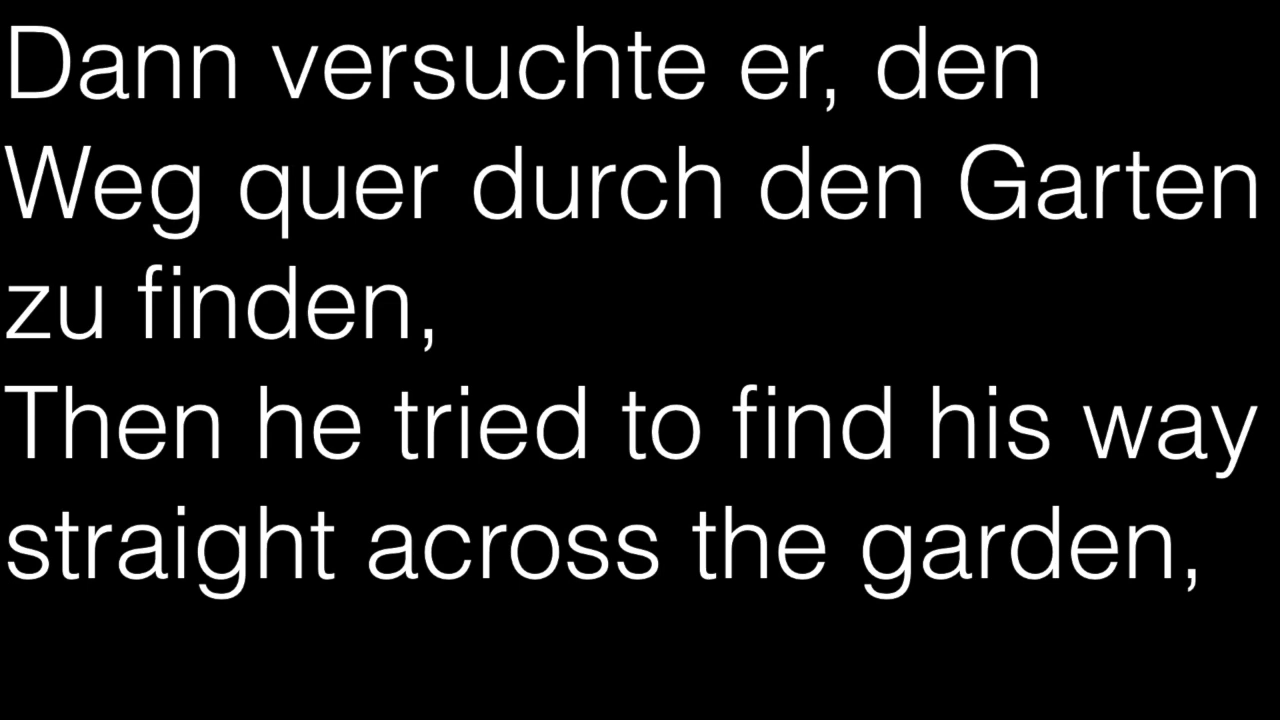 Dann versuchte er, den
Weg quer durch den Garten
zu finden,
Then he tried to find his way
straight across the garden,